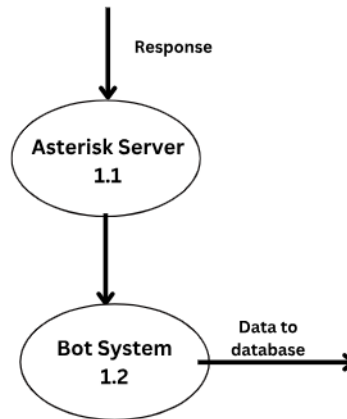 Response
Asterisk Server
1.1
Bot System
1.2
Data to
database